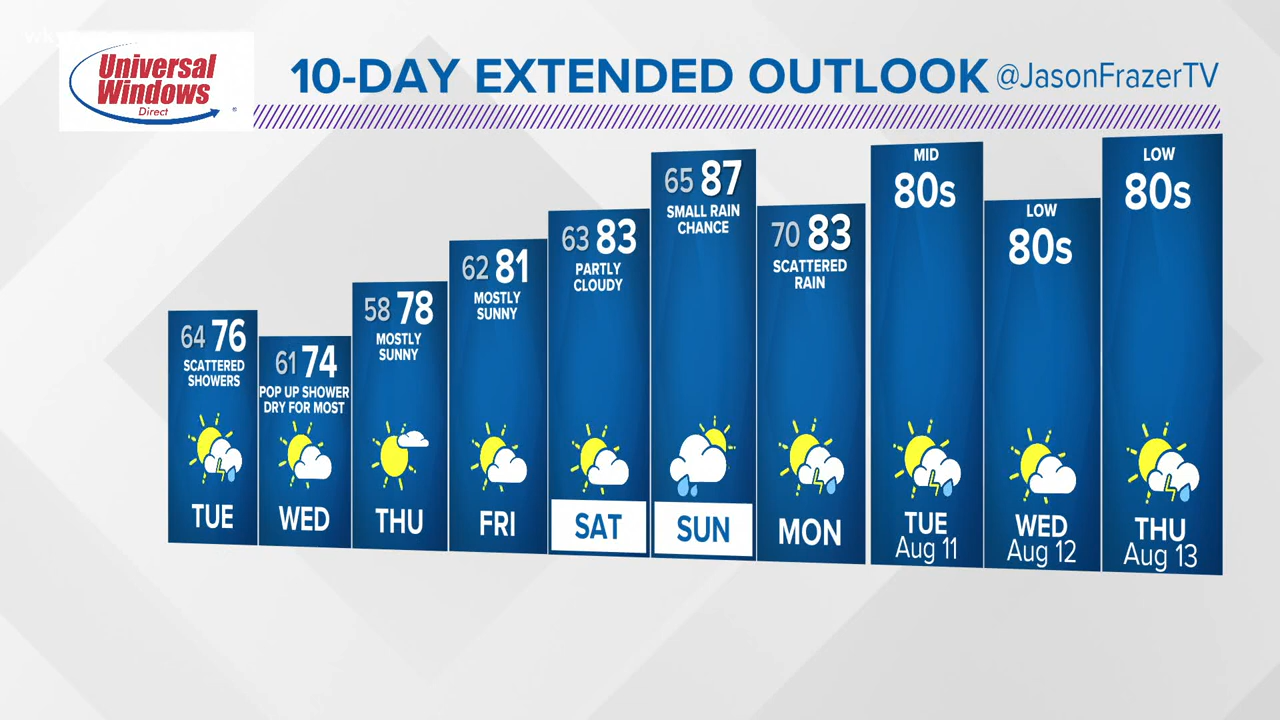 Universal
Windows
Direct
®
10-DAY EXTENDED OUTLOOK @JasonFrazerTV
64 76
SCATTERED
SHOWERS
TUE
61 74
POP UP SHOWER
DRY FOR MOST
WED
58 78
MOSTLY
SUNNY
THU
62 81
MOSTLY
SUNNY
FRI
63 83
PARTLY
CLOUDY
SAT
65 87
SMALL RAIN
CHANCE
SUN
70 83
SCATTERED
RAIN
MON
MID
80s
TUE
Aug 11
LOW
80s
WED
Aug 12
LOW
80s
THU
Aug 13